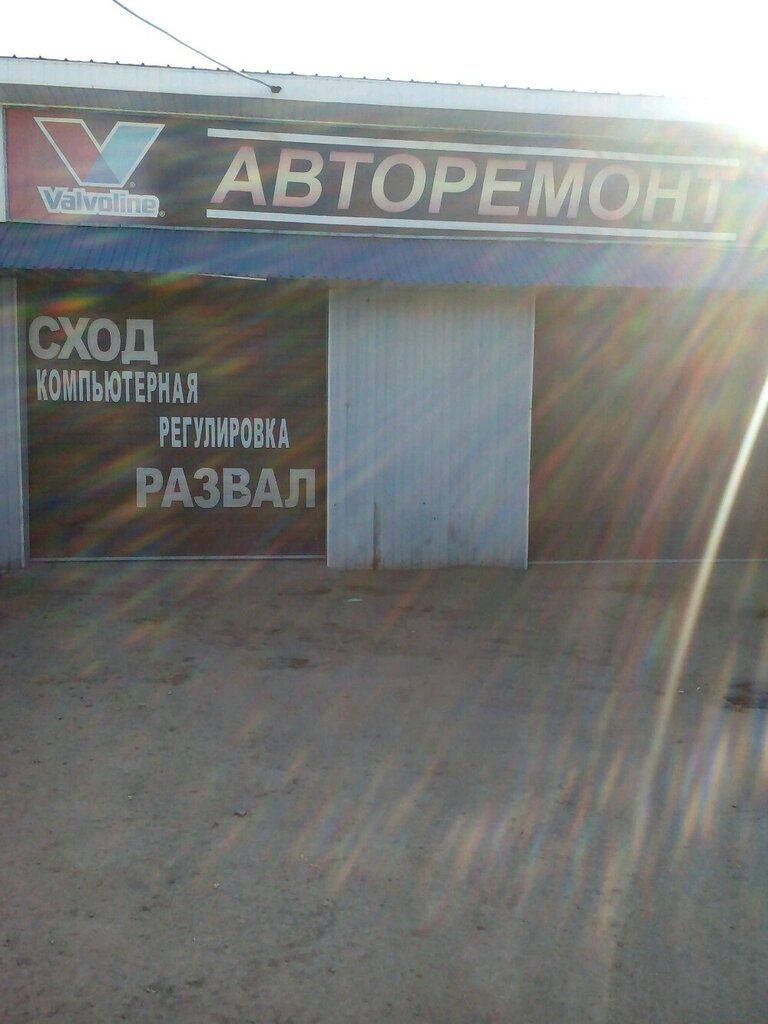 Valvoline
АВТОРЕМОНТ
СХОД
КОМПЬЮТЕРНАЯ
РЕГУЛИРОВКА
РАЗВАЛ